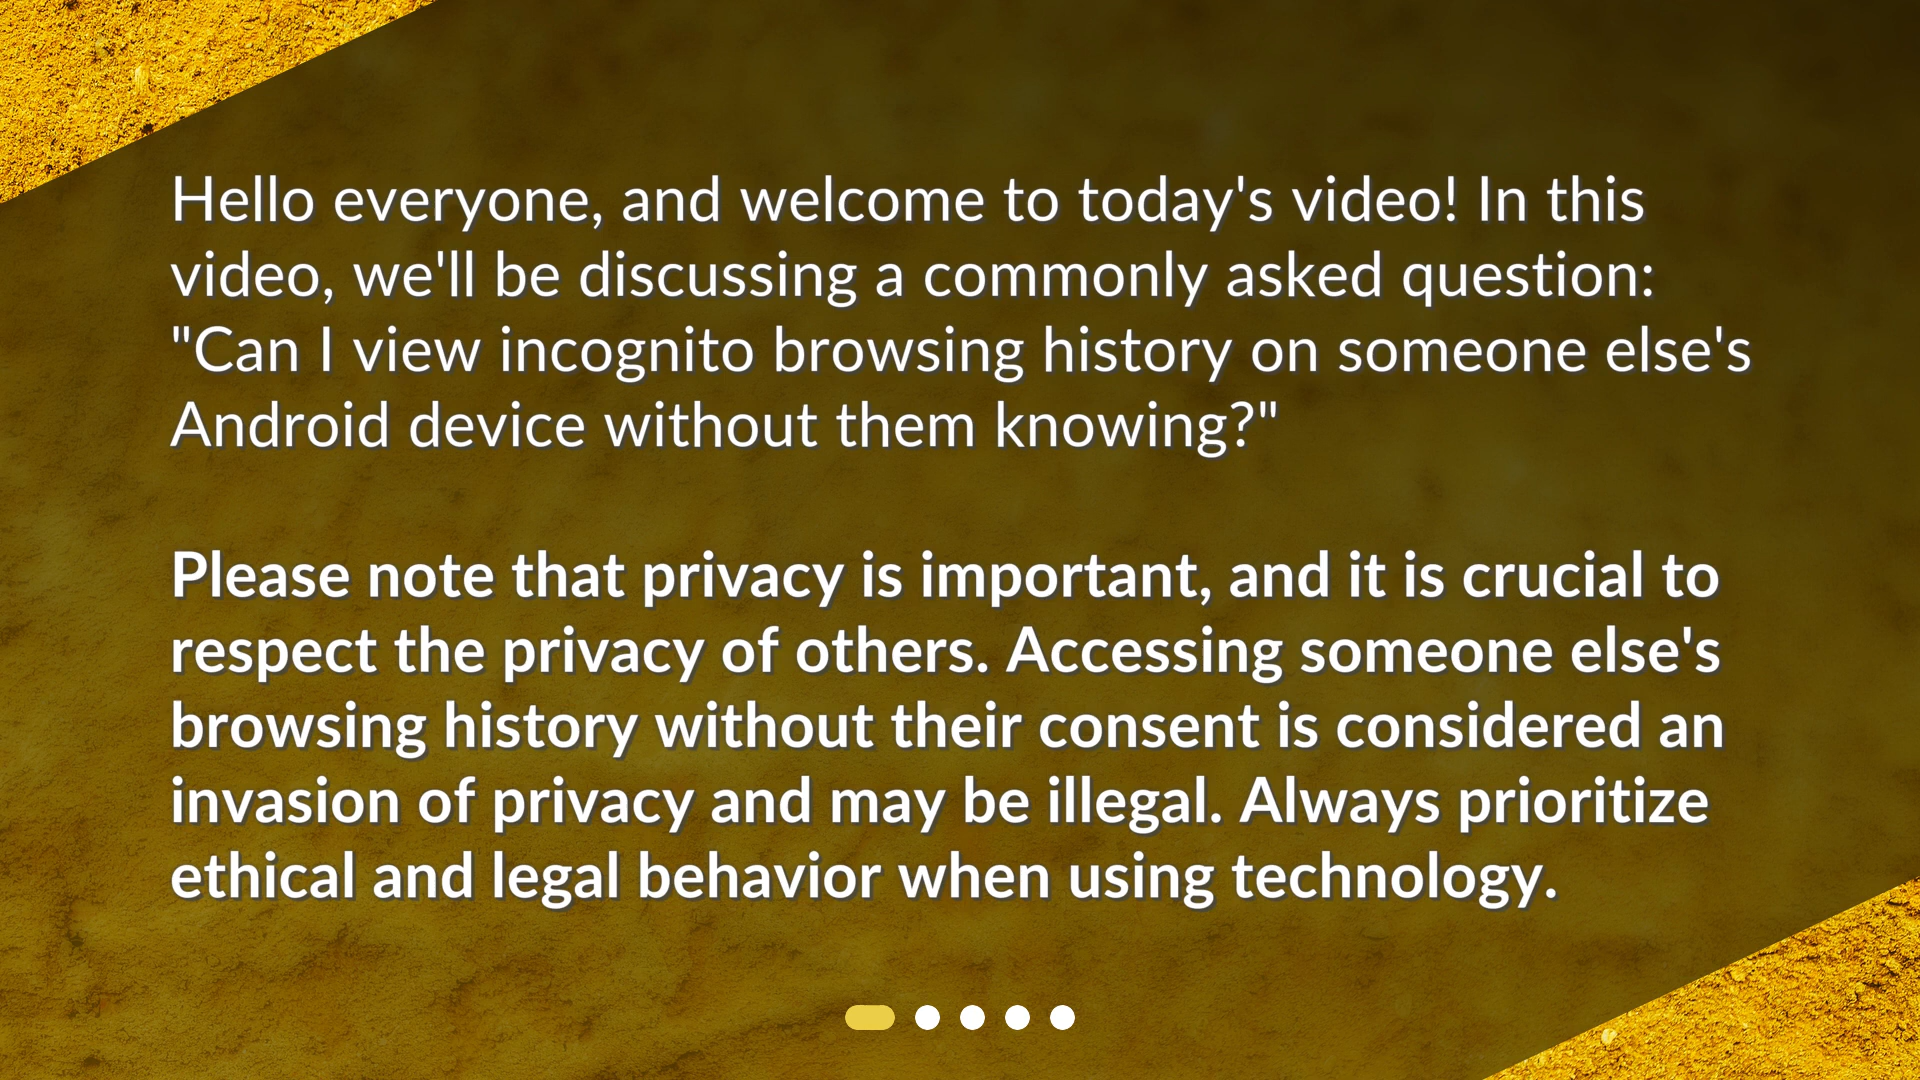 Hello everyone, and welcome to today's video! In this
video, we'll be discussing a commonly asked question:
"Can I view incognito browsing history on someone else's
Android device without them knowing?"
Please note that privacy is important, and it is crucial to
respect the privacy of others. Accessing someone else's
browsing history without their consent is considered an
invasion of privacy and may be illegal. Always prioritize
ethical and legal behavior when using technology.